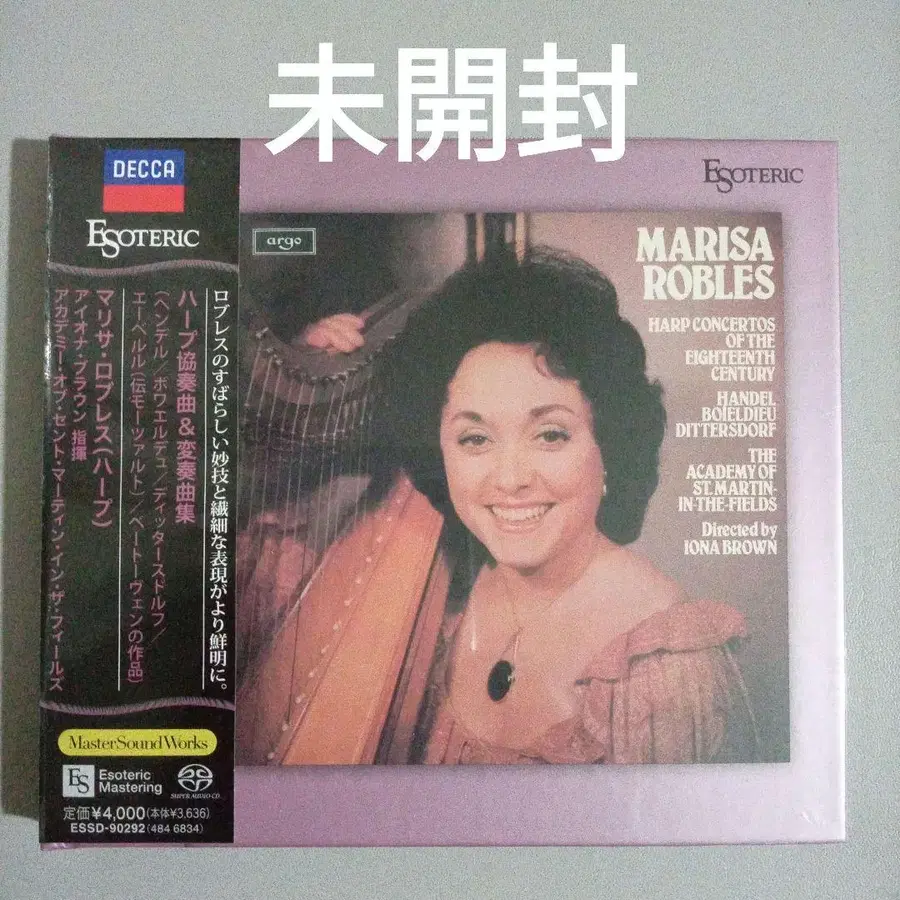 未開封
DECCA
ESOTERIC
ロブレスのすばらしい妙技と繊細な表現がより鮮明に。
ハープ協奏曲&変奏曲集
(ヘンデル/ボワエルデュ/ディッタースドルフ/
エーベルル(伝モーツァルト)/ベートーヴェンの作品)
マリサ・ロブレス(ハープ)
アイオナ・ブラウン 指揮
アカデミー・オブ・セント・マーティン・イン・ザ・フィールズ
MasterSoundWorks
ES
Esoteric
Mastering
SUPER AUDIO CD
定価¥4,000(本体¥3,636)
ESSD-90292(484 6834)
ESOTERIC
argo
MARISA
ROBLES
HARP CONCERTOS
OF THE
EIGHTEENTH
CENTURY
HANDEL
BOIELDIEU
DITTERSDORF
THE
ACADEMY OF
ST. MARTIN-
IN-THE-FIELDS
Directed by
IONA BROWN